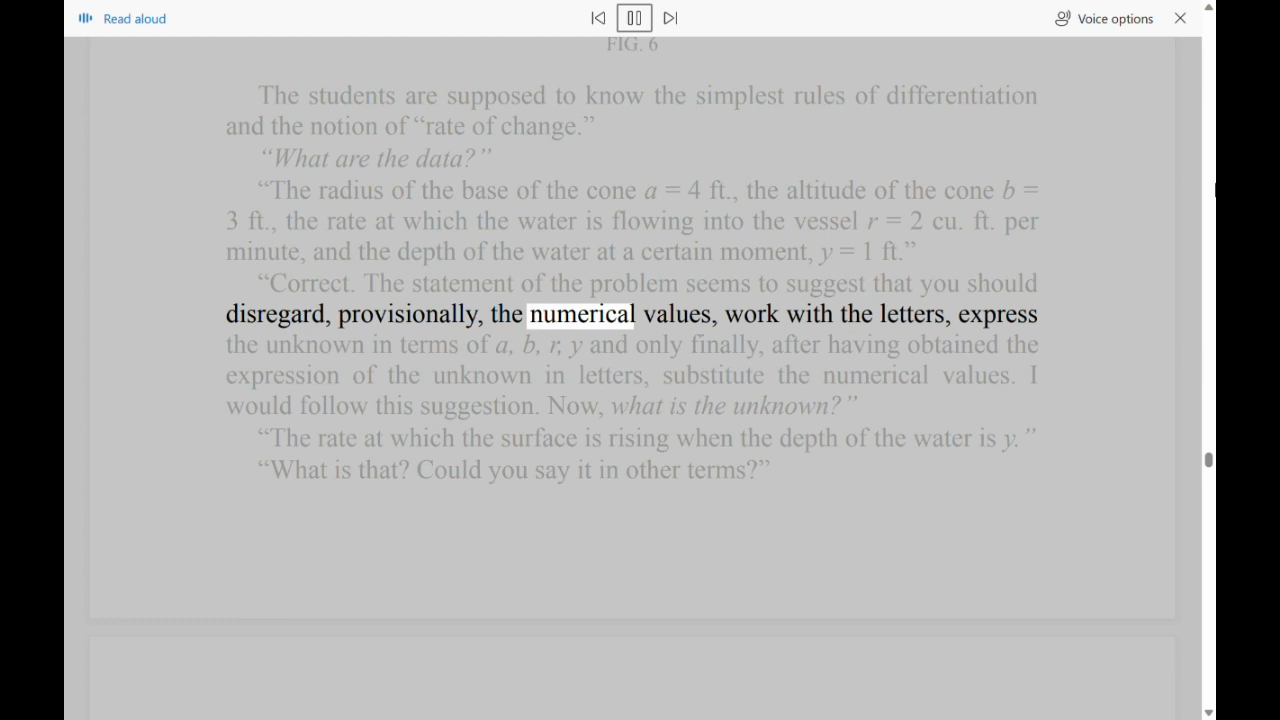 Read aloud
Voice options
FIG. 6
The students are supposed to know the simplest rules of differentiation
and the notion of “rate of change.”
“What are the data?”
“The radius of the base of the cone a = 4 ft., the altitude of the cone b =
3 ft., the rate at which the water is flowing into the vessel r = 2 cu. ft. per
minute, and the depth of the water at a certain moment, y = 1 ft.”
“Correct. The statement of the problem seems to suggest that you should
disregard, provisionally, the numerical values, work with the letters, express
the unknown in terms of a, b, r, y and only finally, after having obtained the
expression of the unknown in letters, substitute the numerical values. I
would follow this suggestion. Now, what is the unknown?”
“The rate at which the surface is rising when the depth of the water is y.”
“What is that? Could you say it in other terms?”